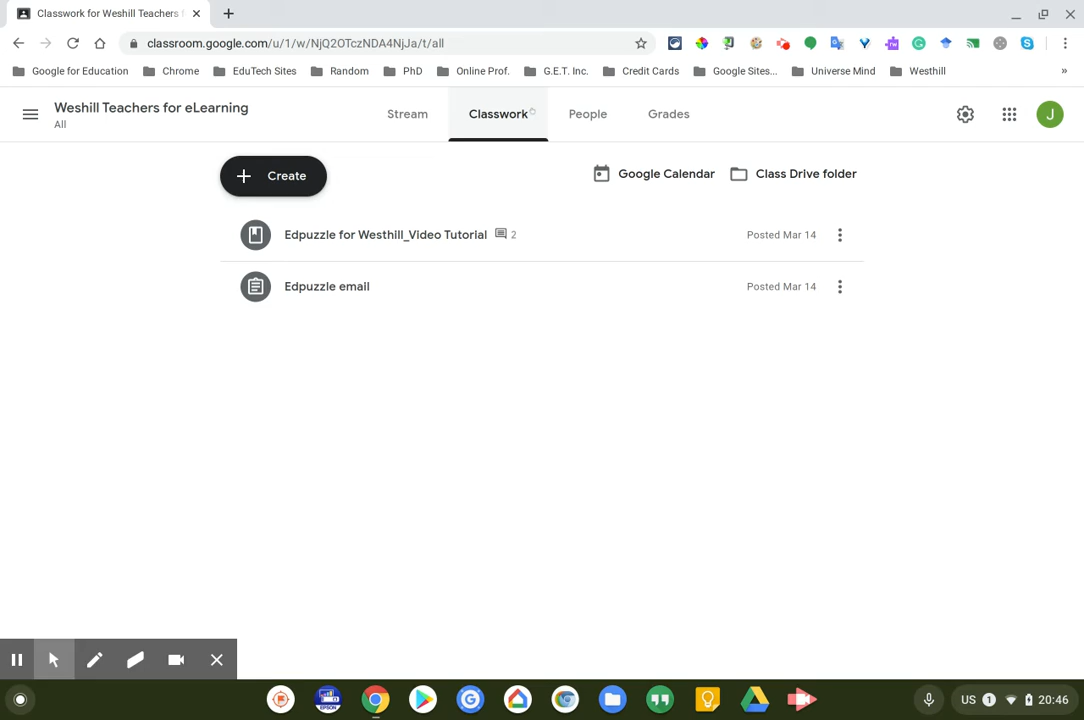 Classwork for Weshill Teachers f
classroom.google.com/u/1/w/NjQ2OTczNDA4NjJa/t/all
Google for Education
Chrome
EduTech Sites
Random
PhD
Online Prof.
G.E.T. Inc.
Credit Cards
Google Sites...
Universe Mind
Westhill
»
Weshill Teachers for eLearning
All
Stream
Classwork
People
Grades
J
Create
Google Calendar
Class Drive folder
Edpuzzle for Westhill_Video Tutorial 2
Posted Mar 14
Edpuzzle email
Posted Mar 14
EPSON
US 1 20:46